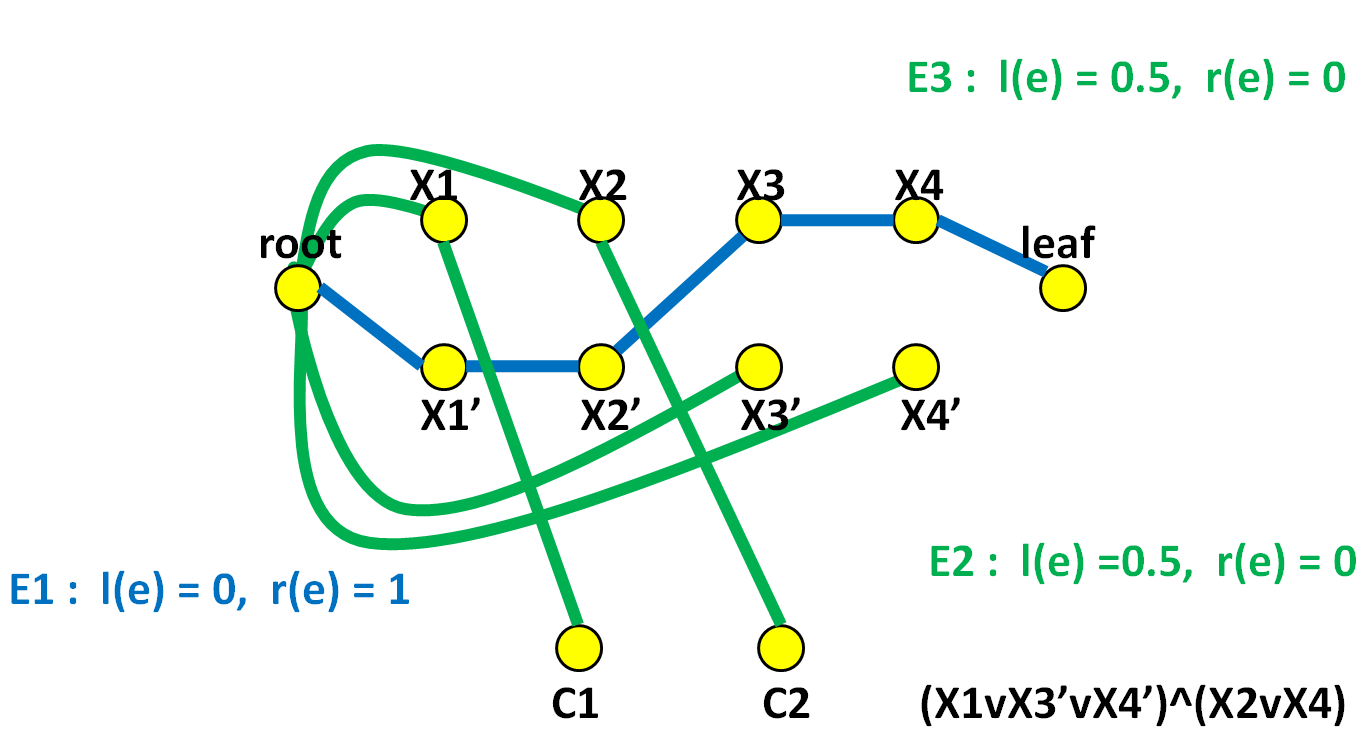 E3 : l(e) = 0.5, r(e) = 0
X1
X2
X3
X4
root
leaf
X1’
X2’
X3’
X4’
E2 : l(e) =0.5, r(e) = 0
E1 : l(e) = 0, r(e) = 1
C1
C2
(X1vX3’vX4’)^(X2vX4)